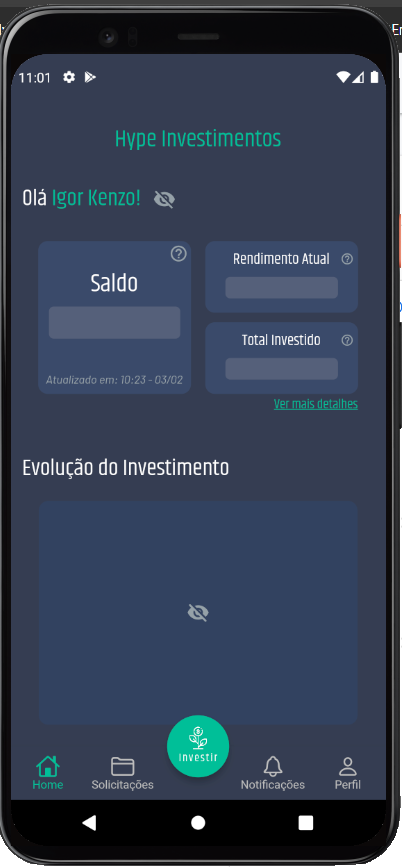 11:01
Hype Investimentos
Olá Igor Kenzo!
Saldo
Atualizado em: 10:23 - 03/02
Rendimento Atual
Total Investido
Ver mais detalhes
Evolução do Investimento
Investir
Home
Solicitações
Notificações
Perfil